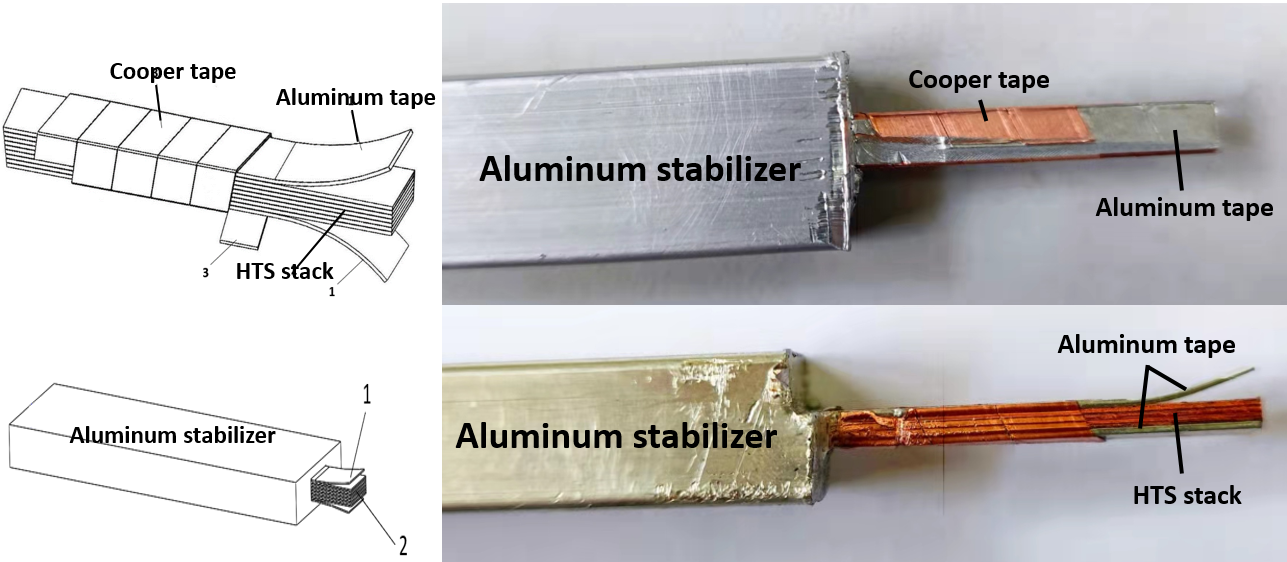 Cooper tape
Aluminum tape
3
HTS stack
1
Aluminum stabilizer
1
2
Cooper tape
Aluminum stabilizer
Aluminum tape
Aluminum tape
Aluminum stabilizer
HTS stack